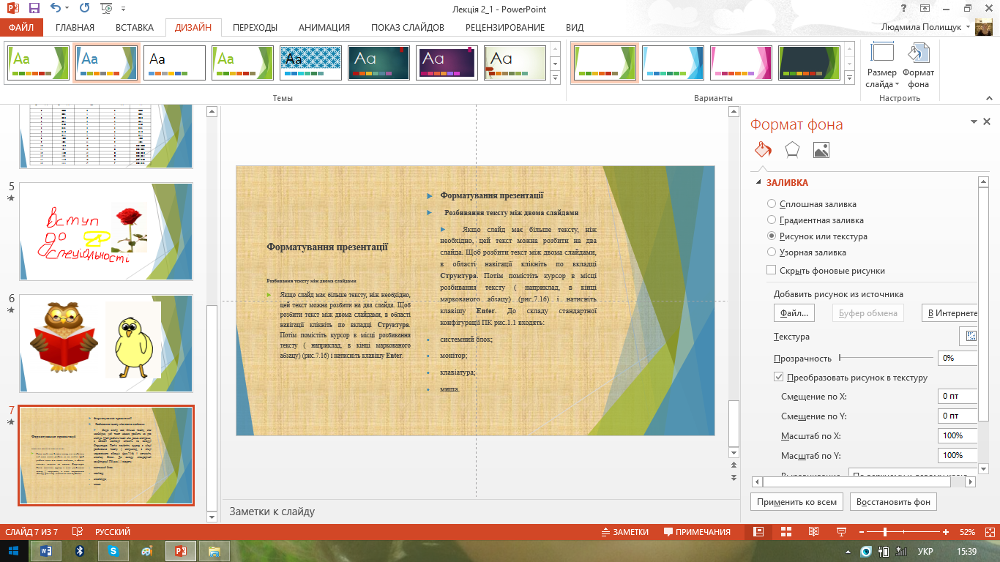 Лекція 2_1 - PowerPoint
ФАЙЛ ГЛАВНАЯ ВСТАВКА ДИЗАЙН ПЕРЕХОДЫ АНИМАЦИЯ ПОКАЗ СЛАЙДОВ РЕЦЕНЗИРОВАНИЕ ВИД Людмила Полищук
Aa Aa Aa Aa Aa Aa Aa Aa
Размер слайда
Формат фона
Темы Варианты Настроить
5
Вступ
до
спеціальності
6
7
Форматування презентації
Розбивання тексту між двома слайдами
Якщо слайд має більше тексту, ніж необхідно,
цей текст можна розбити на два слайда. Щоб
розбити текст між двома слайдами, в області
навігації клікніть по вкладці Структура.
Потім помістіть курсор в місці розбивання
тексту ( наприклад, в кінці маркованого
абзацу) (рис.7.16) і натисніть клавішу Enter.
Форматування презентації
Розбивання тексту між двома слайдами
Якщо слайд має більше тексту, ніж
необхідно, цей текст можна розбити на два
слайда. Щоб розбити текст між двома слайдами,
в області навігації клікніть по вкладці
Структура. Потім помістіть курсор в місці
розбивання тексту ( наприклад, в кінці
маркованого абзацу) (рис.7.16) і натисніть
клавішу Enter. До складу стандартної
конфігурації ПК рис.1.1 входять:
системний блок;
монітор;
клавіатура;
миша.
Заметки к слайду
Формат фона
ЗАЛИВКА
Сплошная заливка
Градиентная заливка
Рисунок или текстура
Узорная заливка
Скрыть фоновые рисунки
Добавить рисунок из источника
Файл... Буфер обмена В Интернете
Текстура
Прозрачность 0%
Преобразовать рисунок в текстуру
Смещение по X: 0 пт
Смещение по Y: 0 пт
Масштаб по X: 100%
Масштаб по Y: 100%
Применить ко всем Восстановить фон
СЛАЙД 7 ИЗ 7 РУССКИЙ ЗАМЕТКИ ПРИМЕЧАНИЯ 52%
УКР 15:39